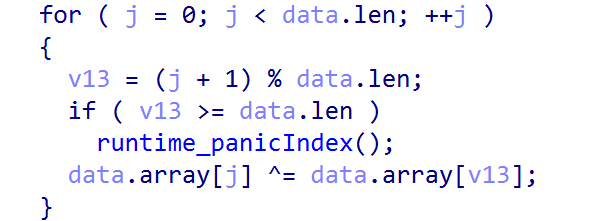 for ( j = 0; j < data.len; ++j )
{
  v13 = (j + 1) % data.len;
  if ( v13 >= data.len )
    runtime_panicIndex();
  data.array[j] ^= data.array[v13];
}